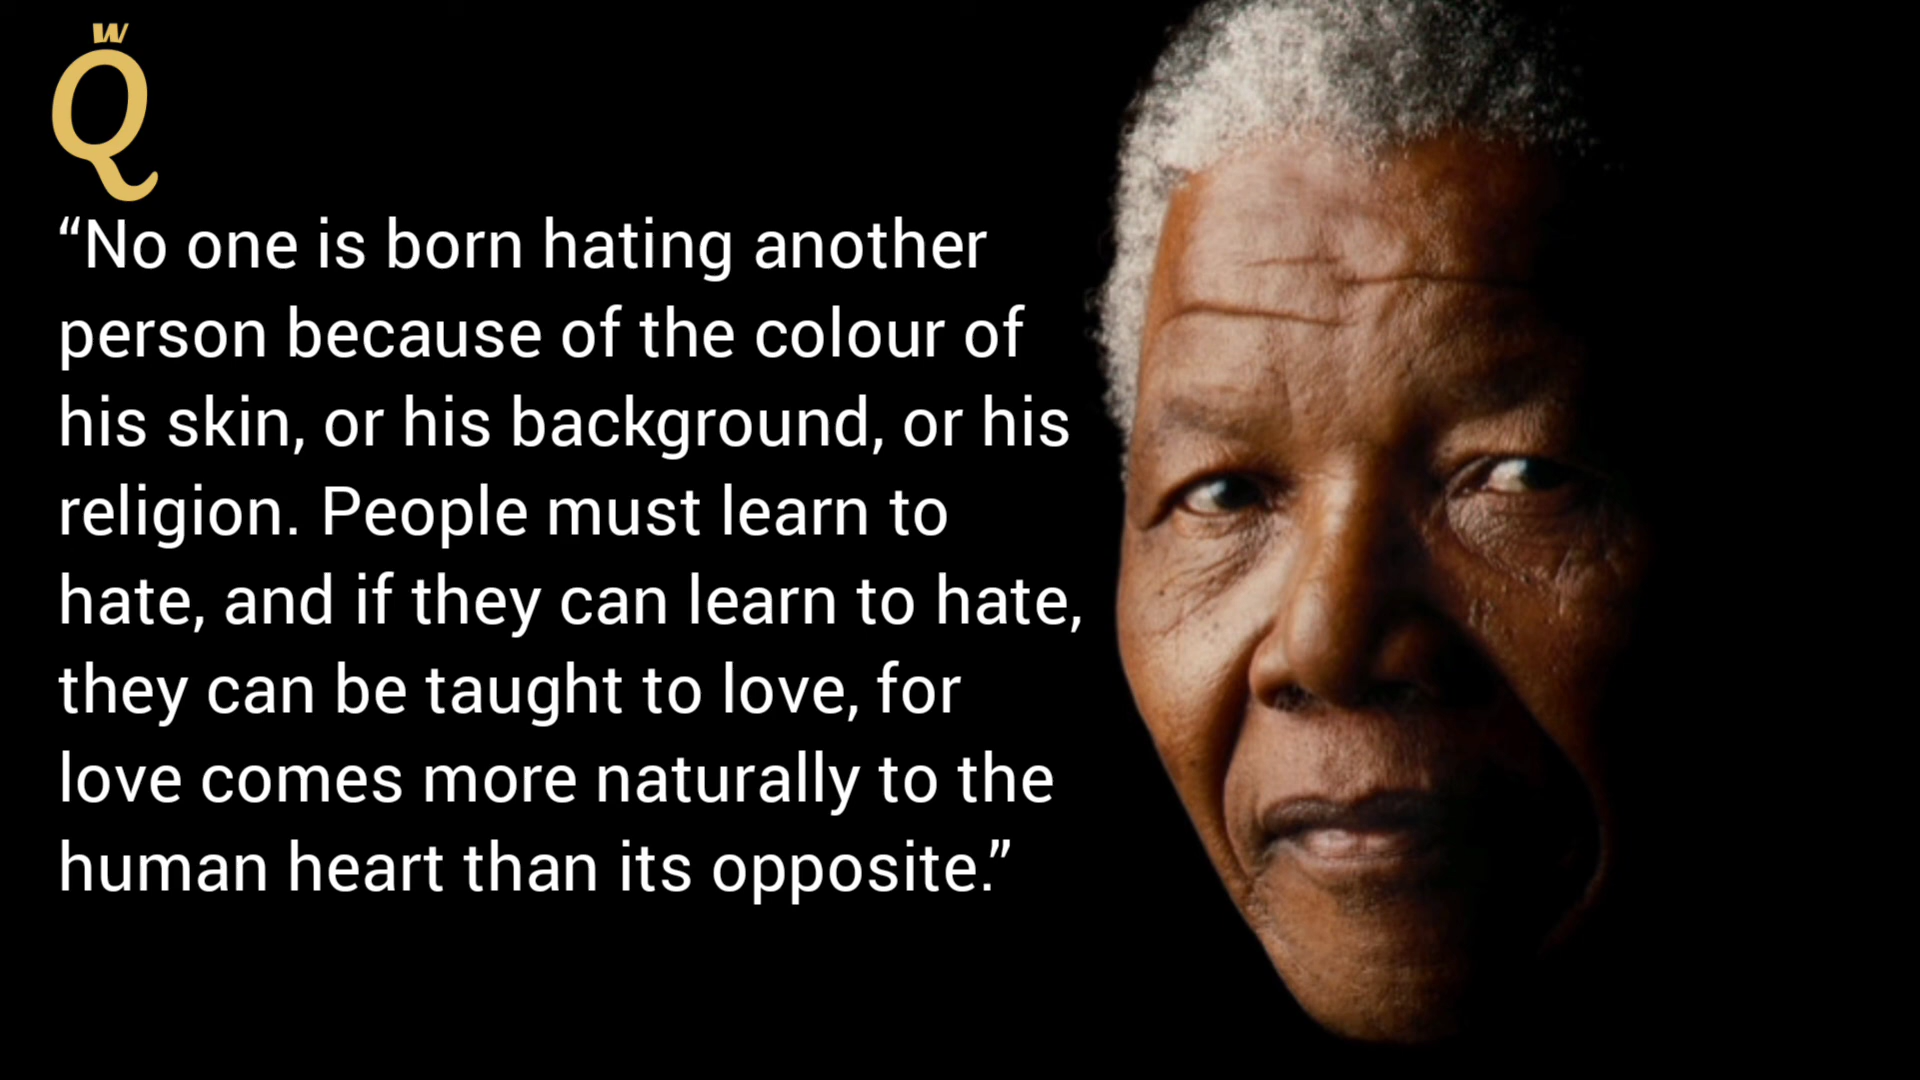 W
Q
“No one is born hating another
person because of the colour of
his skin, or his background, or his
religion. People must learn to
hate, and if they can learn to hate,
they can be taught to love, for
love comes more naturally to the
human heart than its opposite.”